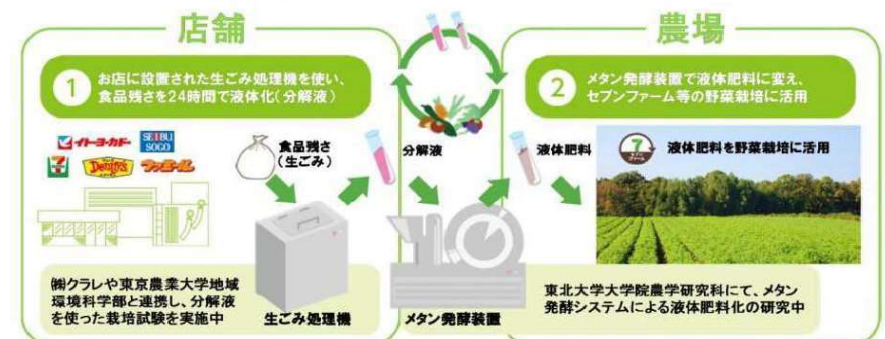 店舗
1
お店に設置された生ごみ処理機を使い、
食品残さを24時間で液体化(分解液)
イトーヨーカドー
SEIBU
SOGO
7
Denny's
ファミール
食品残さ
(生ごみ)
分解液
㈱クラレや東京農業大学地域
環境科学部と連携し、分解液
を使った栽培試験を実施中
生ごみ処理機
メタン発酵装置
農場
2
メタン発酵装置で液体肥料に変え、
セブンファーム等の野菜栽培に活用
液体肥料
7
液体肥料を野菜栽培に活用
東北大学大学院農学研究科にて、メタン
発酵システムによる液体肥料化の研究中